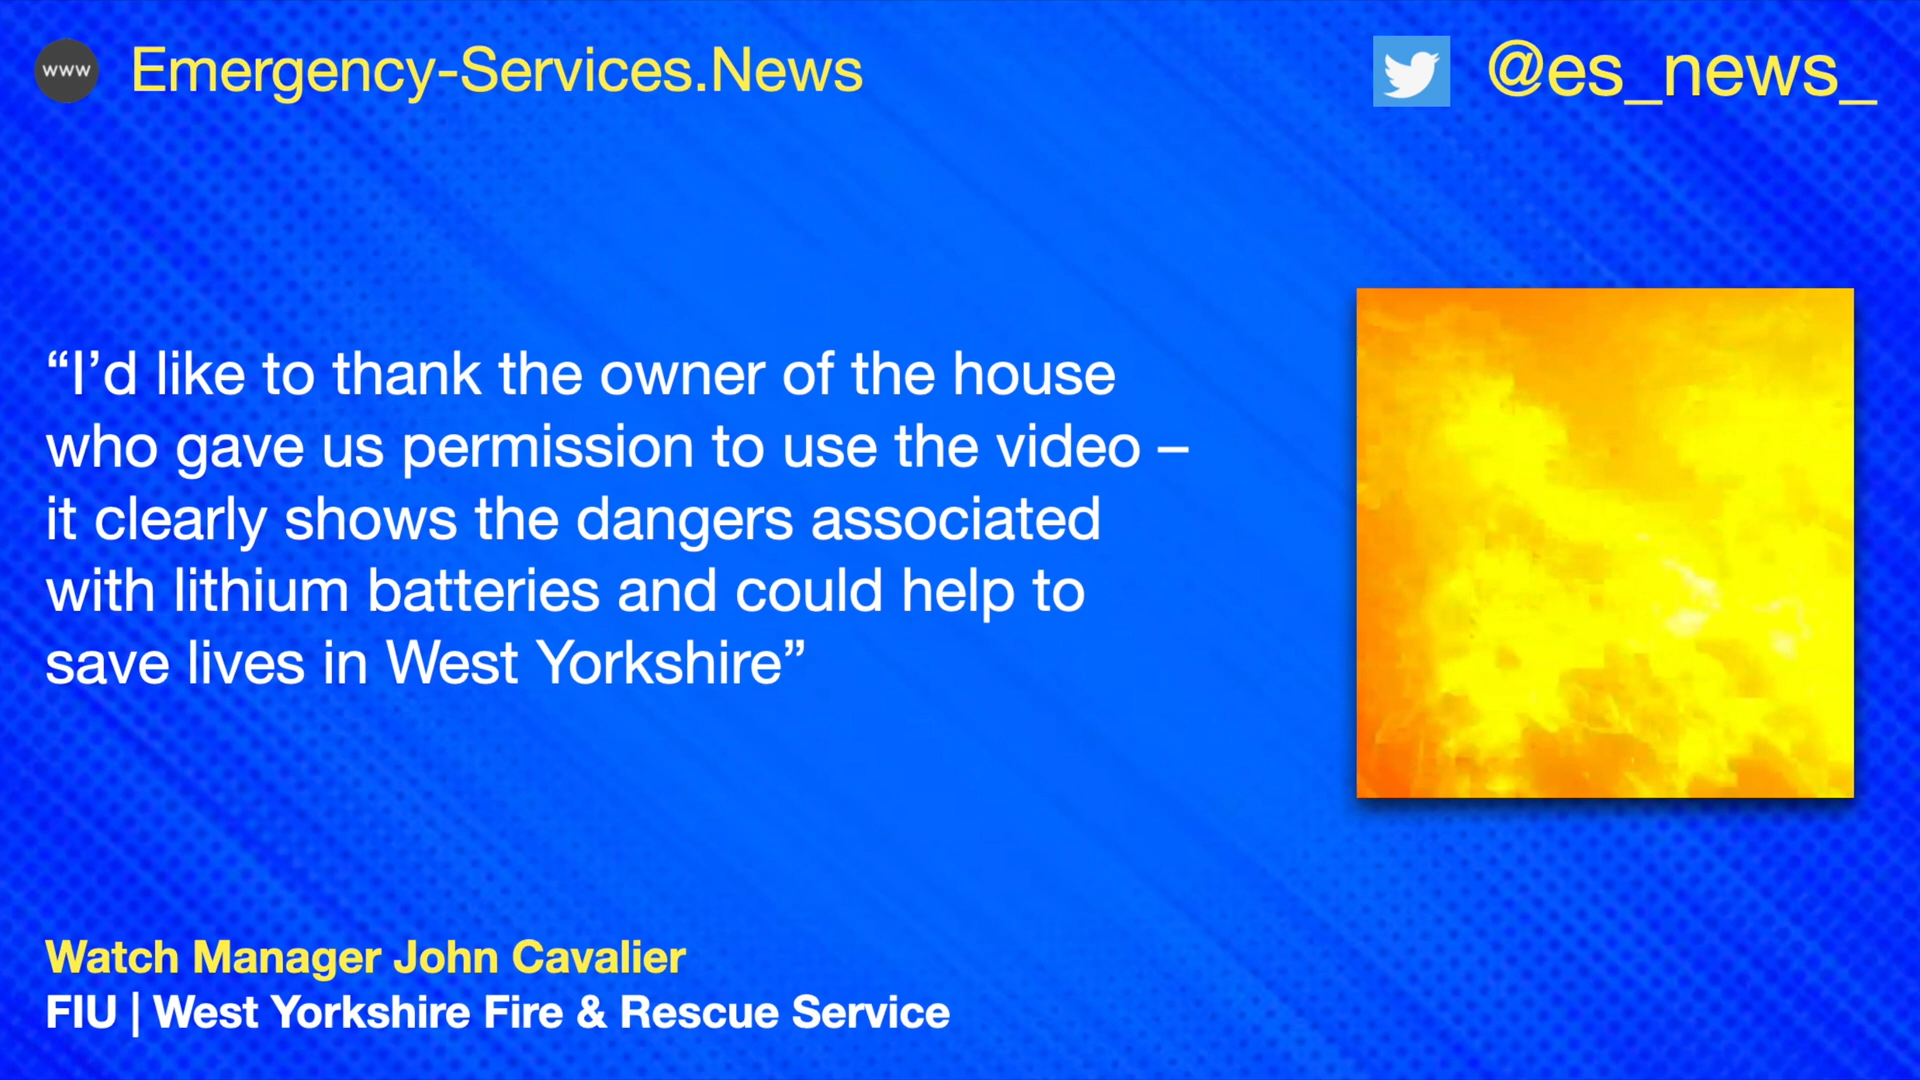 www Emergency-Services.News
@es_news_
“I’d like to thank the owner of the house
who gave us permission to use the video –
it clearly shows the dangers associated
with lithium batteries and could help to
save lives in West Yorkshire”
Watch Manager John Cavalier
FIU | West Yorkshire Fire & Rescue Service